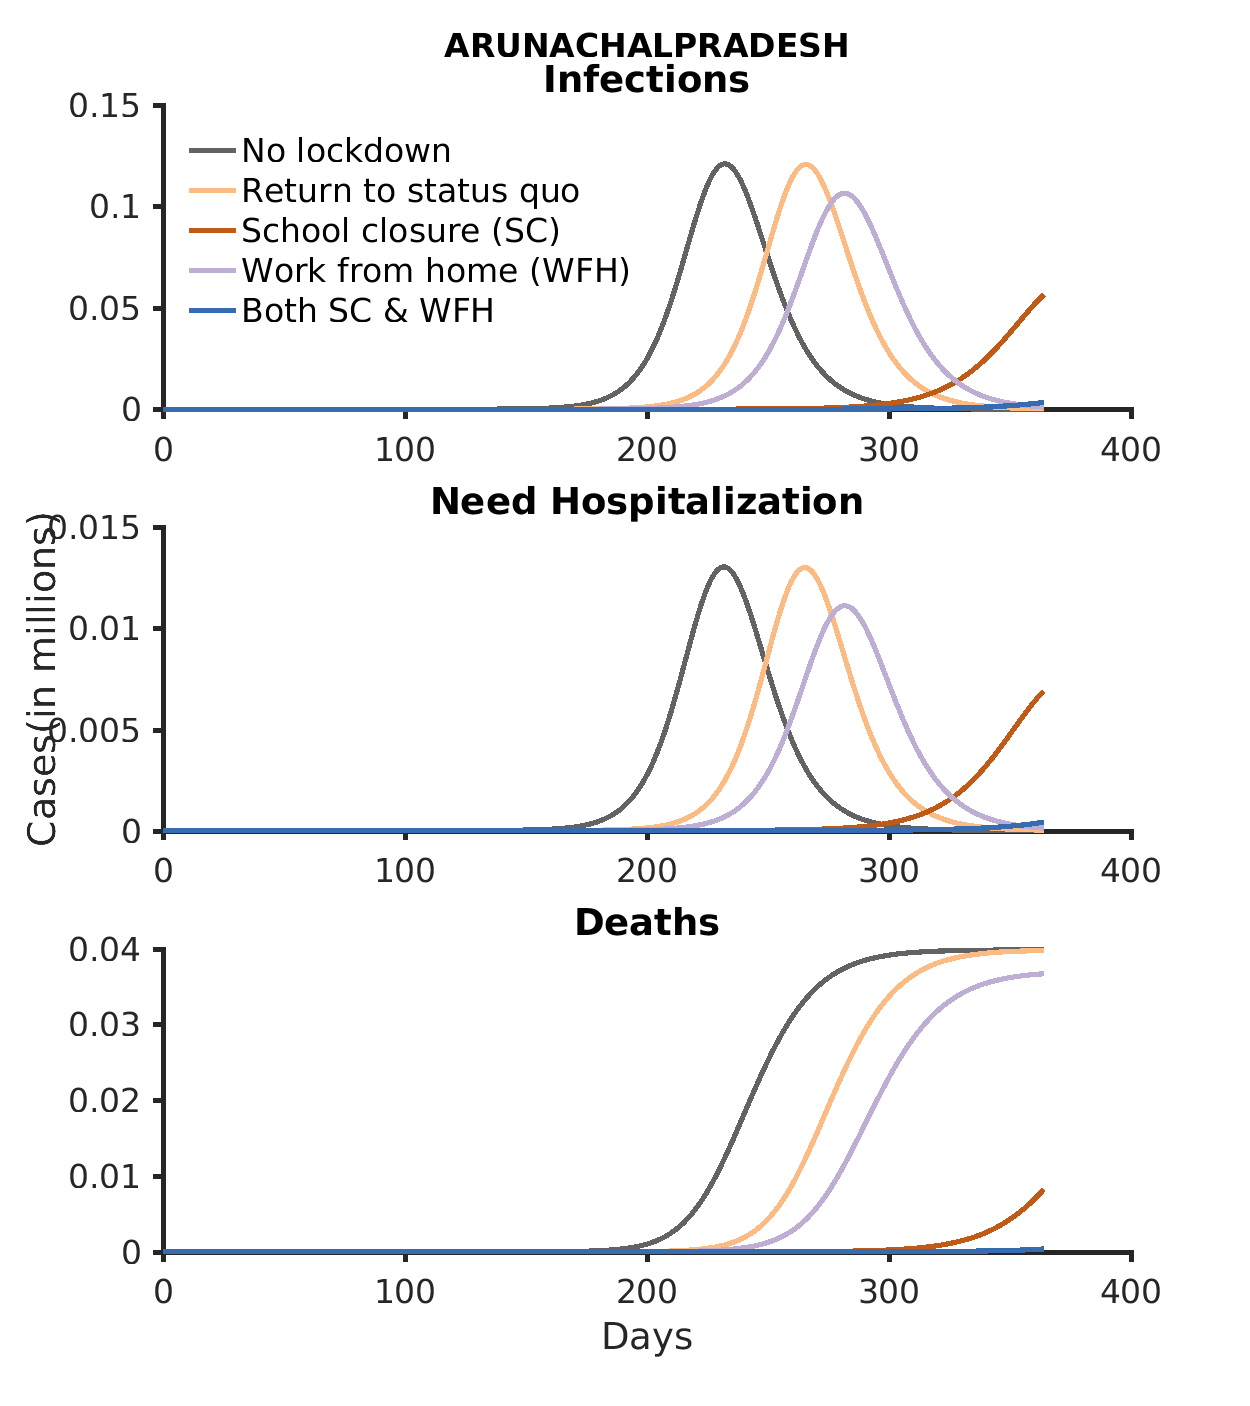 ARUNACHALPRADESH
Infections
0.15
0.1
0.05
0
No lockdown
Return to status quo
School closure (SC)
Work from home (WFH)
Both SC & WFH
0 100 200 300 400
Need Hospitalization
Cases(in millions)
0.015
0.01
0.005
0
0 100 200 300 400
Deaths
0.04
0.03
0.02
0.01
0
0 100 200 300 400
Days